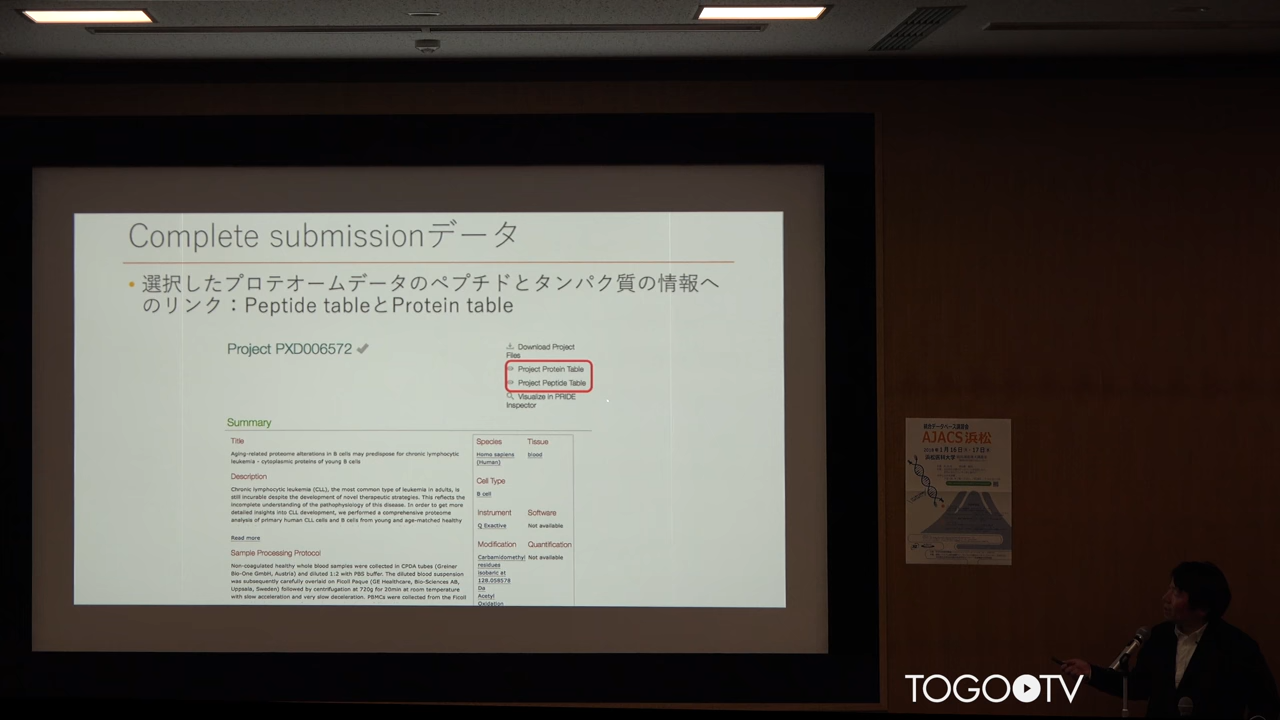 Complete submissionデータ
• 選択したプロテオームデータのペプチドとタンパク質の情報へ
のリンク：Peptide tableとProtein table
Project PXD006572
Download Project
Files
Project Protein Table
Project Peptide Table
Visualize in PRIDE
Inspector
Summary
Title
Aging-related proteome alterations in B cells may predispose for chronic lymphocytic
leukemia - cytoplasmic proteins of young B cells
Description
Chronic lymphocytic leukemia (CLL), the most common type of leukemia in adults, is
still incurable despite the development of novel therapeutic strategies. This reflects the
incomplete understanding of the pathophysiology of this disease. In order to get more
detailed insights into CLL development, we performed a comprehensive proteome
analysis of primary human CLL cells and B cells from young and age-matched healthy
Read more
Sample Processing Protocol
Non-coagulated healthy whole blood samples were collected in CPDA tubes (Greiner
Bio-One GmbH, Austria) and diluted 1:2 with PBS buffer. The diluted blood suspension
was subsequently carefully overlaid on Ficoll Paque (GE Healthcare, Bio-Sciences AB,
Uppsala, Sweden) followed by centrifugation at 720g for 20min at room temperature
with slow acceleration and very slow deceleration. PBMCs were collected from the Ficoll
Species
Homo sapiens
(Human)
Tissue
blood
Cell Type
B cell
Instrument
Q Exactive
Software
Not available
Modification
Carbamidomethyl
residues
isobaric at
128.058578
Da
Acetyl
Oxidation
Quantification
Not available
AJACS浜松
TOGO TV